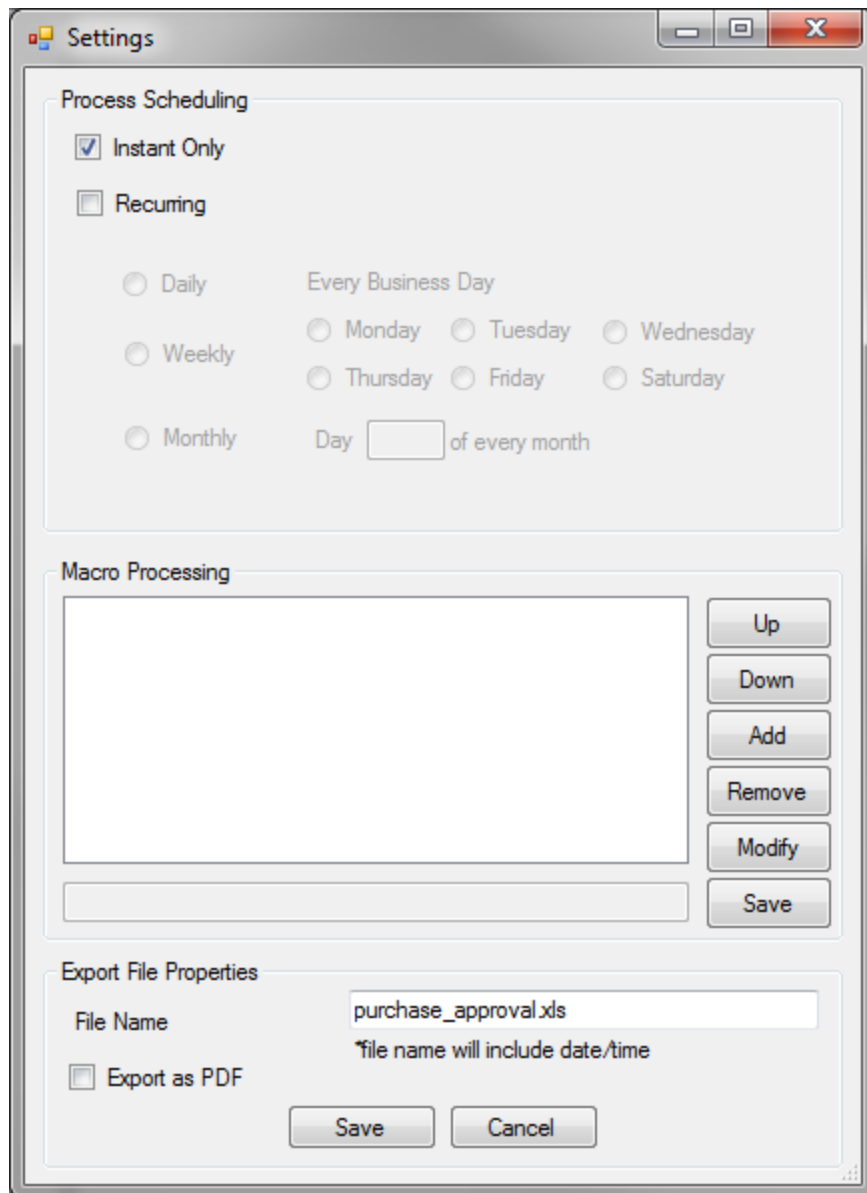 Settings
Process Scheduling
Instant Only
Recurring
Daily Every Business Day
Monday Tuesday Wednesday
Weekly
Thursday Friday Saturday
Monthly Day of every month
Macro Processing
Up
Down
Add
Remove
Modify
Save
Export File Properties
File Name purchase_approval.xls
*file name will include date/time
Export as PDF
Save Cancel